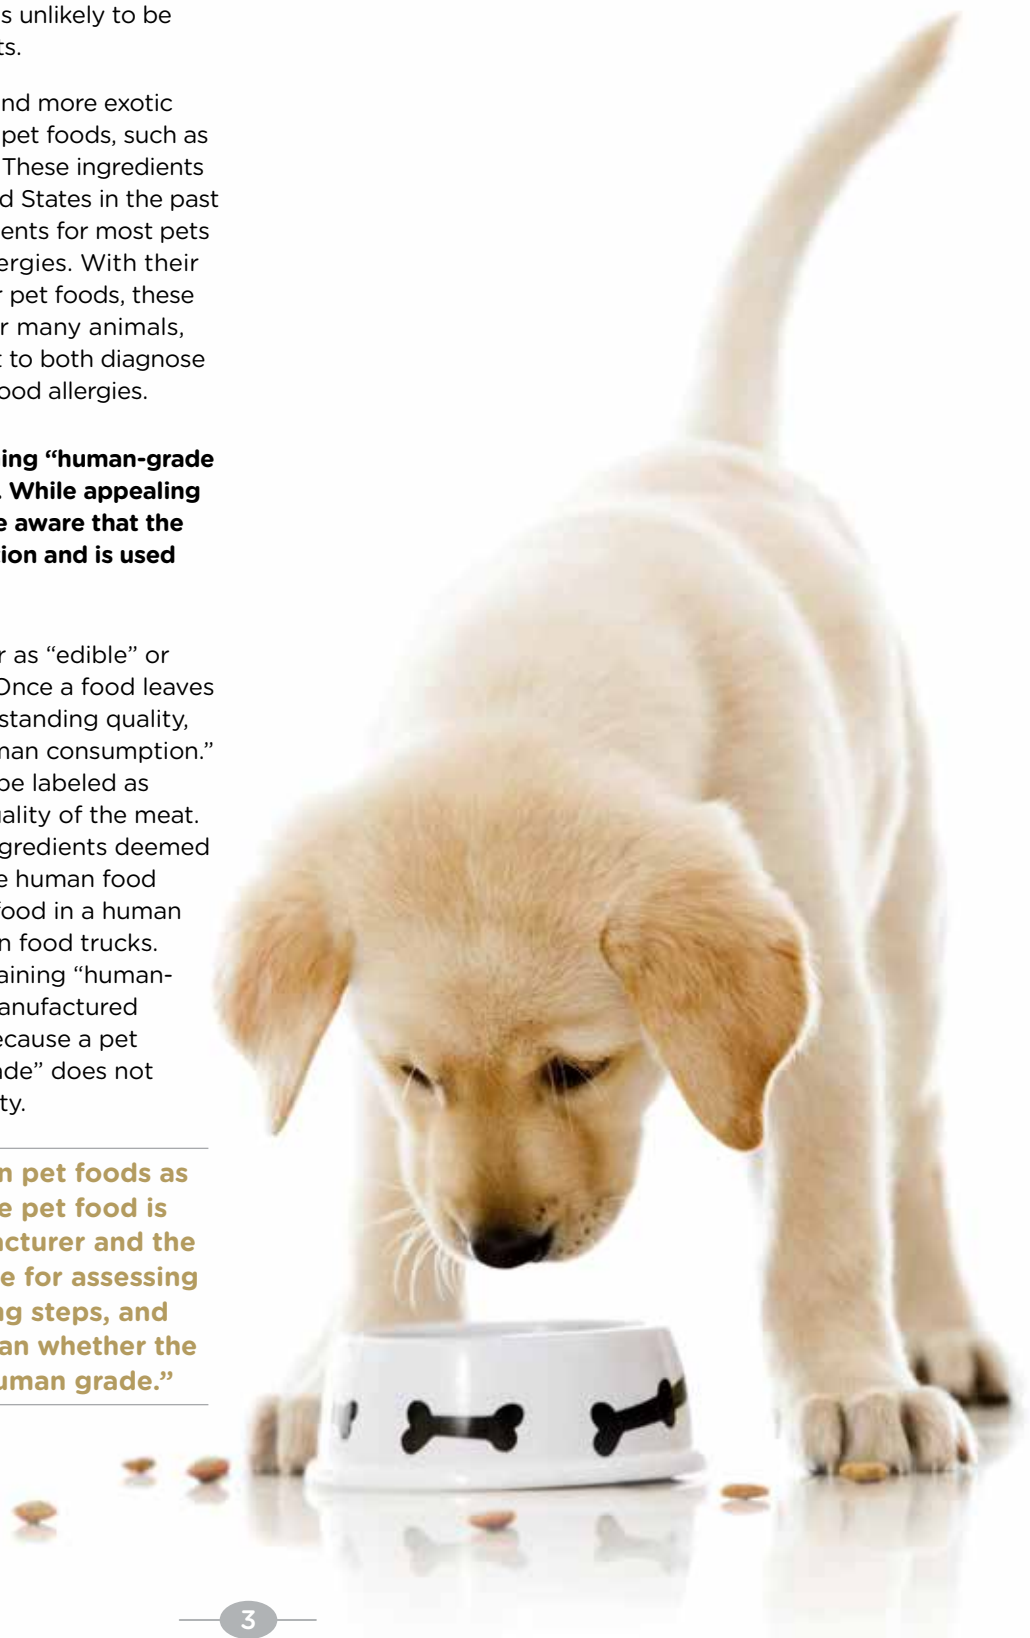 s unlikely to be
ts.
nd more exotic
pet foods, such as
These ingredients
d States in the past
ents for most pets
ergies. With their
r pet foods, these
r many animals,
t to both diagnose
ood allergies.
ing “human-grade
. While appealing
e aware that the
tion and is used
r as “edible” or
Once a food leaves
standing quality,
man consumption.”
be labeled as
uality of the meat.
gredients deemed
e human food
food in a human
n food trucks.
aining “human-
anufactured
ecause a pet
ade” does not
ty.
n pet foods as
e pet food is
acturer and the
e for assessing
ng steps, and
an whether the
uman grade.”
3